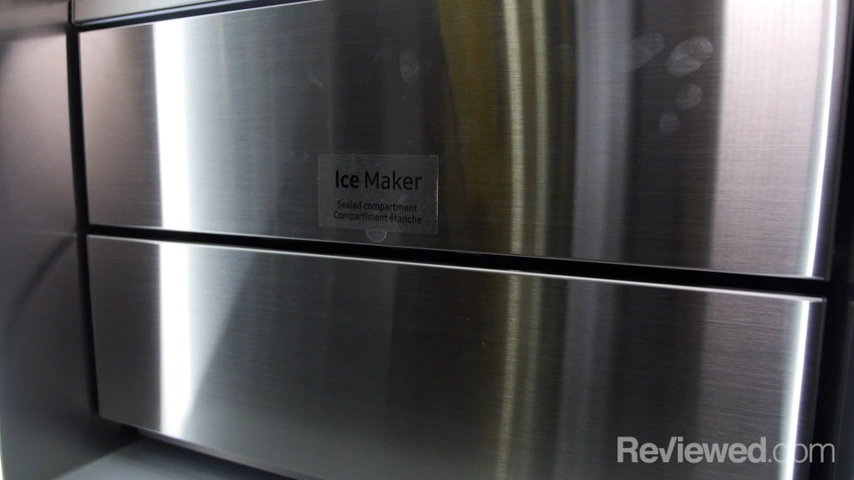 Ice Maker
Sealed compartment
Compartiment étanche
Reviewed.com